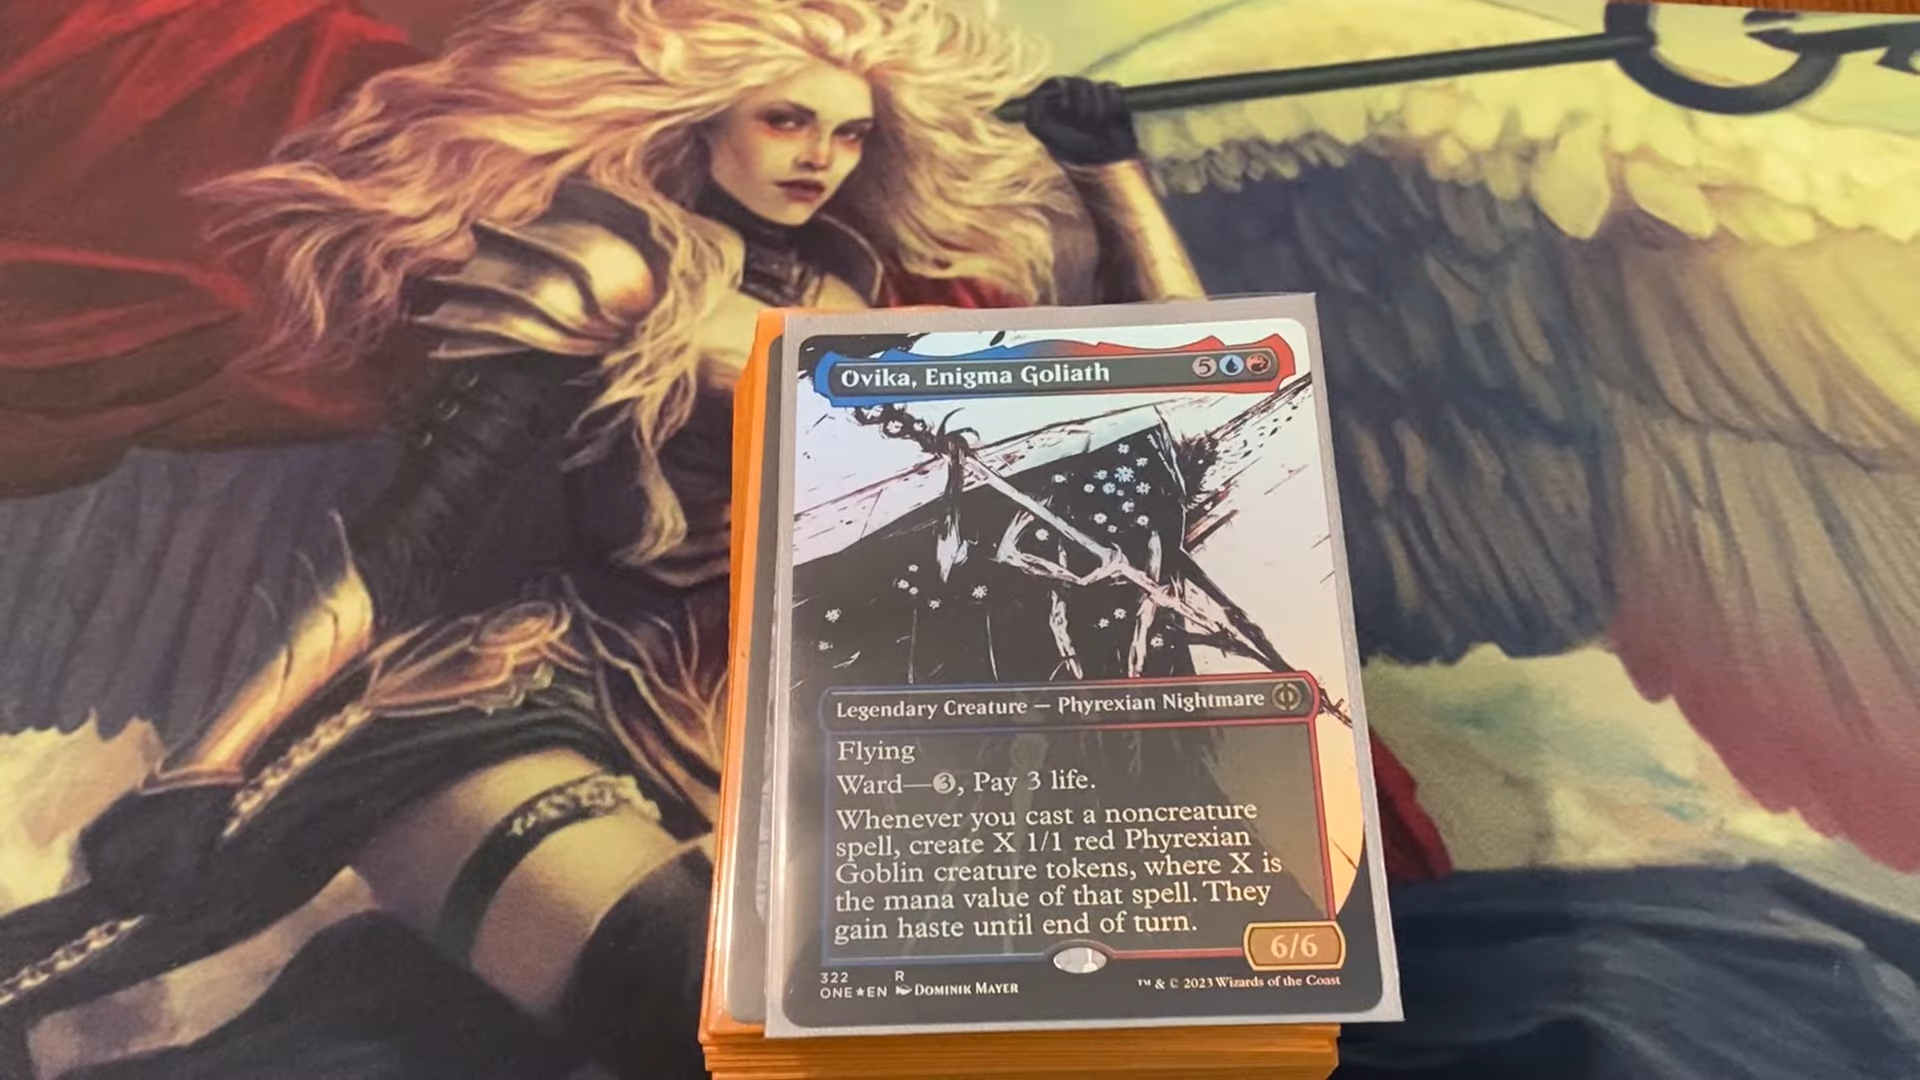 Ovika, Enigma Goliath 5
Legendary Creature — Phyrexian Nightmare
Flying
Ward—3, Pay 3 life.
Whenever you cast a noncreature
spell, create X 1/1 red Phyrexian
Goblin creature tokens, where X is
the mana value of that spell. They
gain haste until end of turn.
6/6
322 R
ONE★EN DOMINIK MAYER
™ & © 2023 Wizards of the Coast